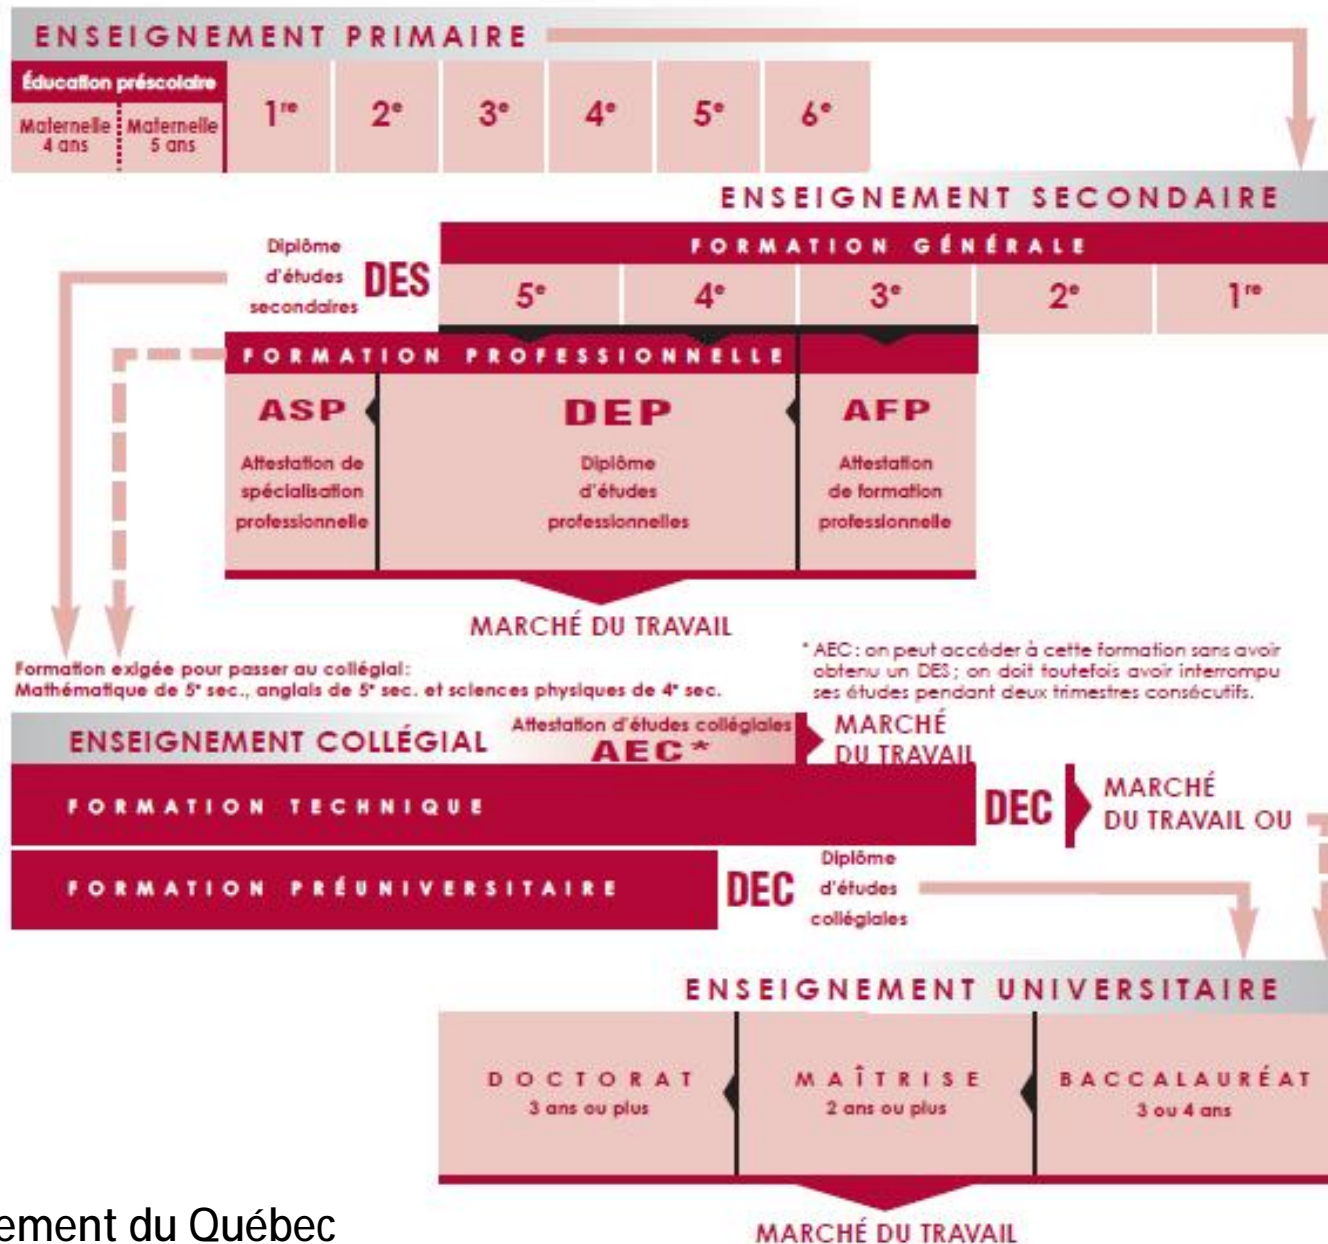 ENSEIGNEMENT PRIMAIRE
Éducation préscolaire
Maternelle
4 ans
Maternelle
5 ans
1re
2e
3e
4e
5e
6e
ENSEIGNEMENT SECONDAIRE
FORMATION GÉNÉRALE
Diplôme
d'études
secondaires
DES
5e
4e
3e
2e
1re
FORMATION PROFESSIONNELLE
ASP
Attestation de
spécialisation
professionnelle
DEP
Diplôme
d'études
professionnelles
AFP
Attestation
de formation
professionnelle
MARCHÉ DU TRAVAIL
Formation exigée pour passer au collégial:
Mathématique de 5e sec., anglais de 5e sec. et sciences physiques de 4e sec.
* AEC: on peut accéder à cette formation sans avoir
obtenu un DES; on doit toutefois avoir interrompu
ses études pendant deux trimestres consécutifs.
ENSEIGNEMENT COLLÉGIAL
Attestation d'études collégiales
AEC*
MARCHÉ
DU TRAVAIL
FORMATION TECHNIQUE
DEC
MARCHÉ
DU TRAVAIL OU
FORMATION PRÉUNIVERSITAIRE
DEC
Diplôme
d'études
collégiales
ENSEIGNEMENT UNIVERSITAIRE
DOCTORAT
3 ans ou plus
MAÎTRISE
2 ans ou plus
BACCALAURÉAT
3 ou 4 ans
MARCHÉ DU TRAVAIL
ement du Québec